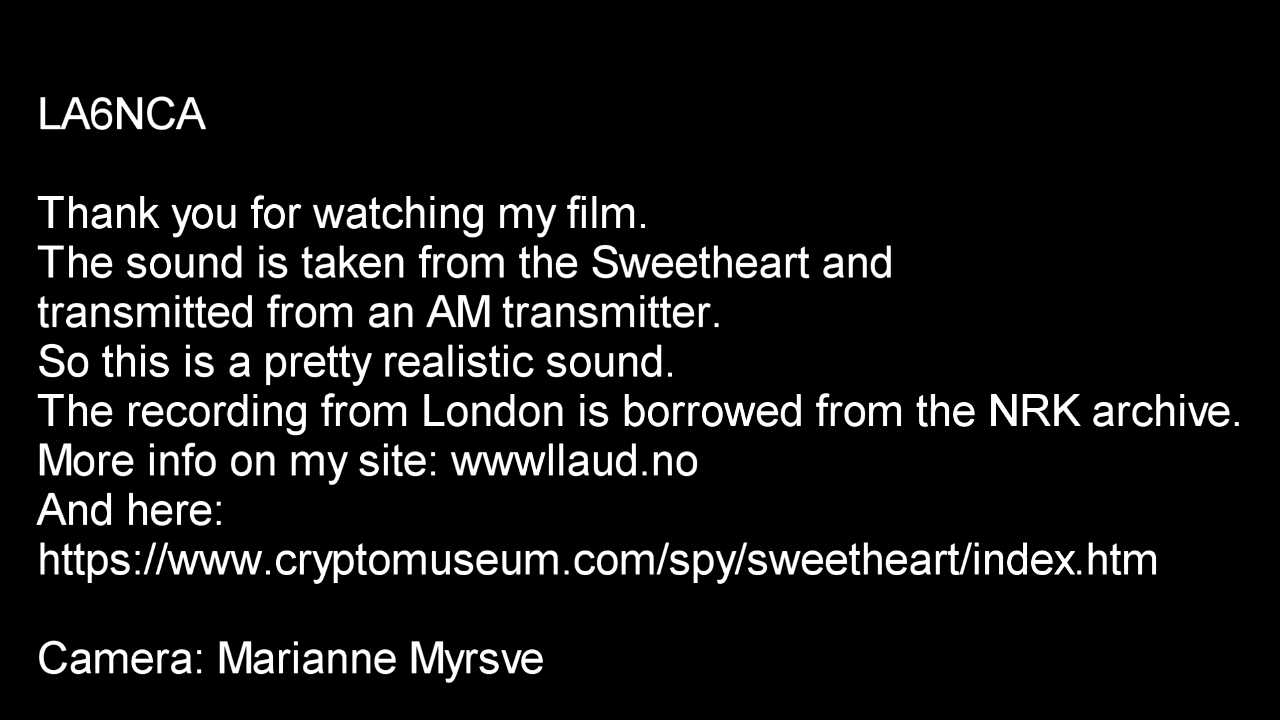 LA6NCA
Thank you for watching my film.
The sound is taken from the Sweetheart and
transmitted from an AM transmitter.
So this is a pretty realistic sound.
The recording from London is borrowed from the NRK archive.
More info on my site: wwwllaud.no
And here:
https://www.cryptomuseum.com/spy/sweetheart/index.htm
Camera: Marianne Myrsve